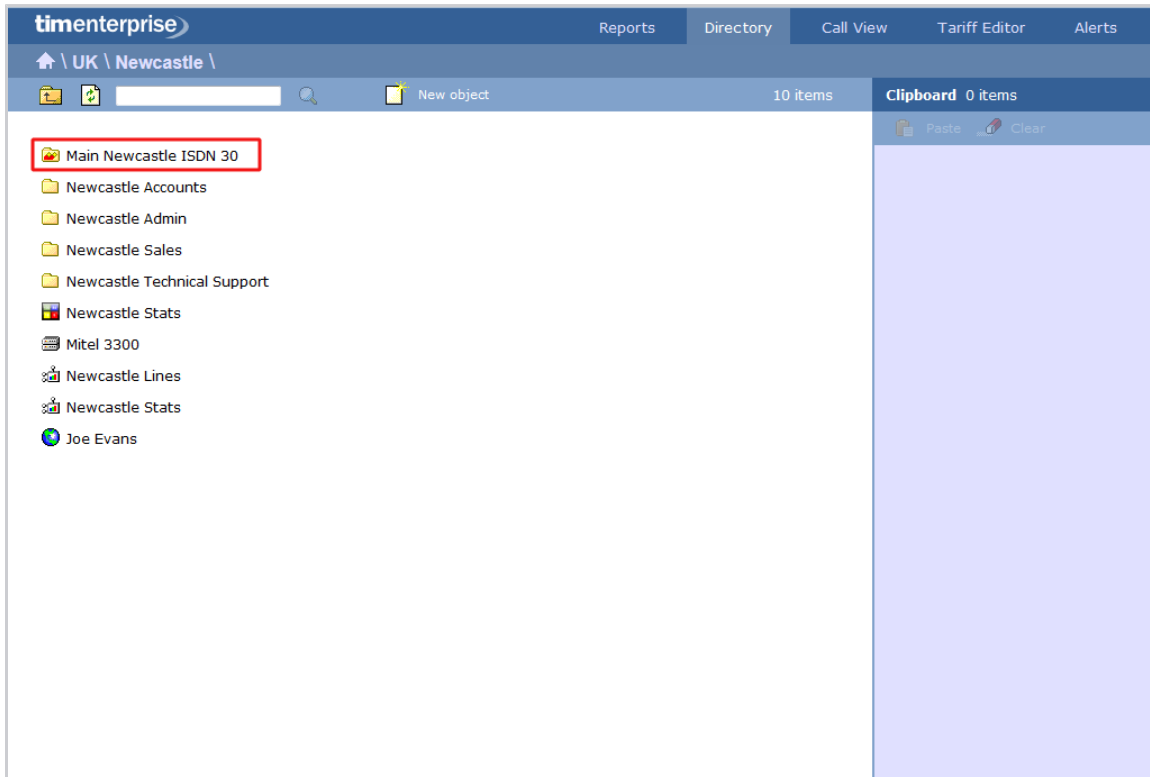 timenterprise
Reports Directory Call View Tariff Editor Alerts
\ UK \ Newcastle \
New object 10 items Clipboard 0 items
Paste Clear
Main Newcastle ISDN 30
Newcastle Accounts
Newcastle Admin
Newcastle Sales
Newcastle Technical Support
Newcastle Stats
Mitel 3300
Newcastle Lines
Newcastle Stats
Joe Evans